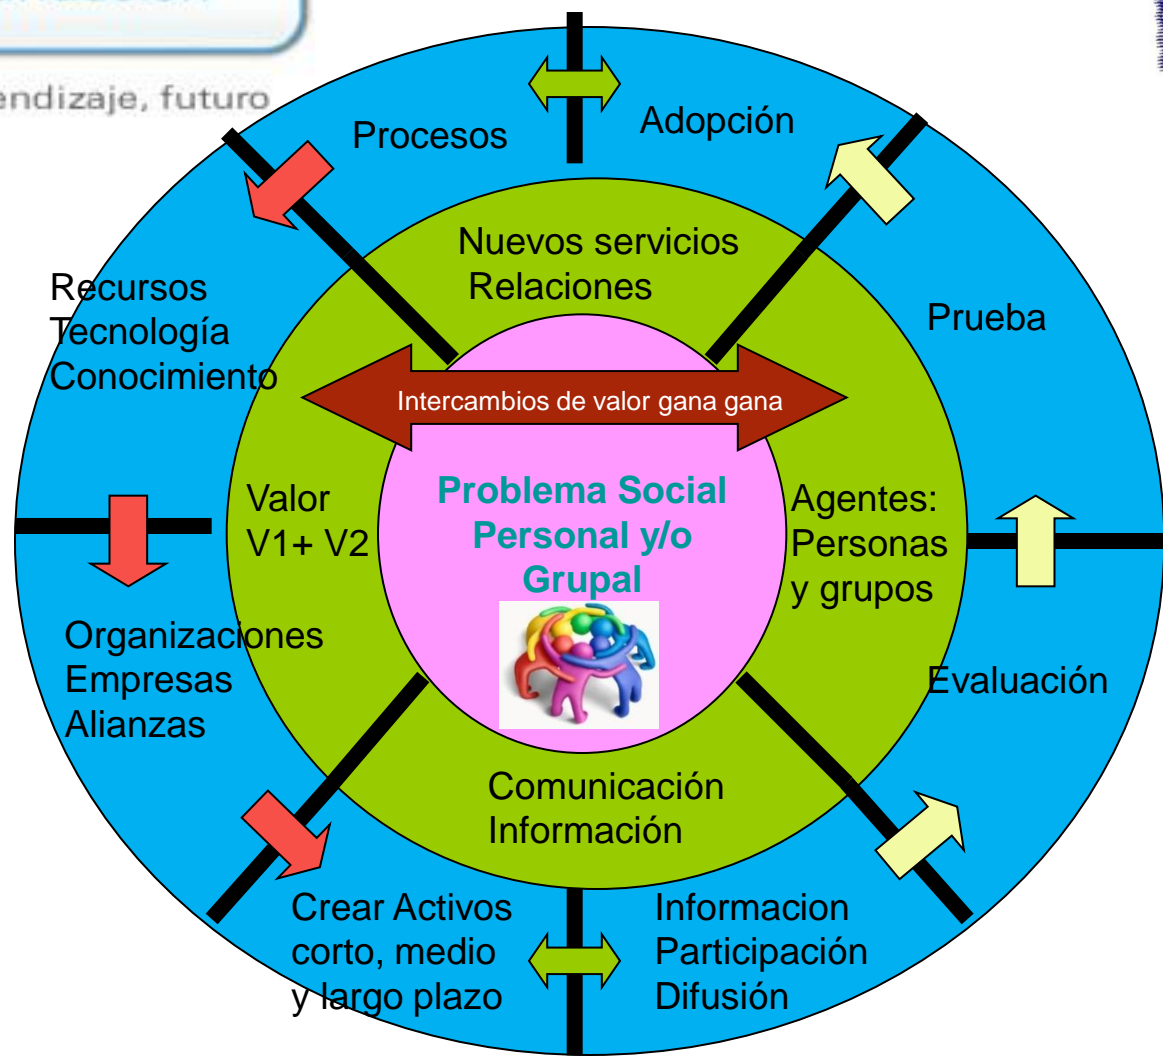 endizaje, futuro
Procesos
Adopción
Nuevos servicios
Relaciones
Recursos
Tecnología
Conocimiento
Prueba
Intercambios de valor gana gana
Valor
V1+ V2
Problema Social
Personal y/o
Grupal
Agentes:
Personas
y grupos
Organizaciones
Empresas
Alianzas
Evaluación
Comunicación
Información
Crear Activos
corto, medio
y largo plazo
Informacion
Participación
Difusión